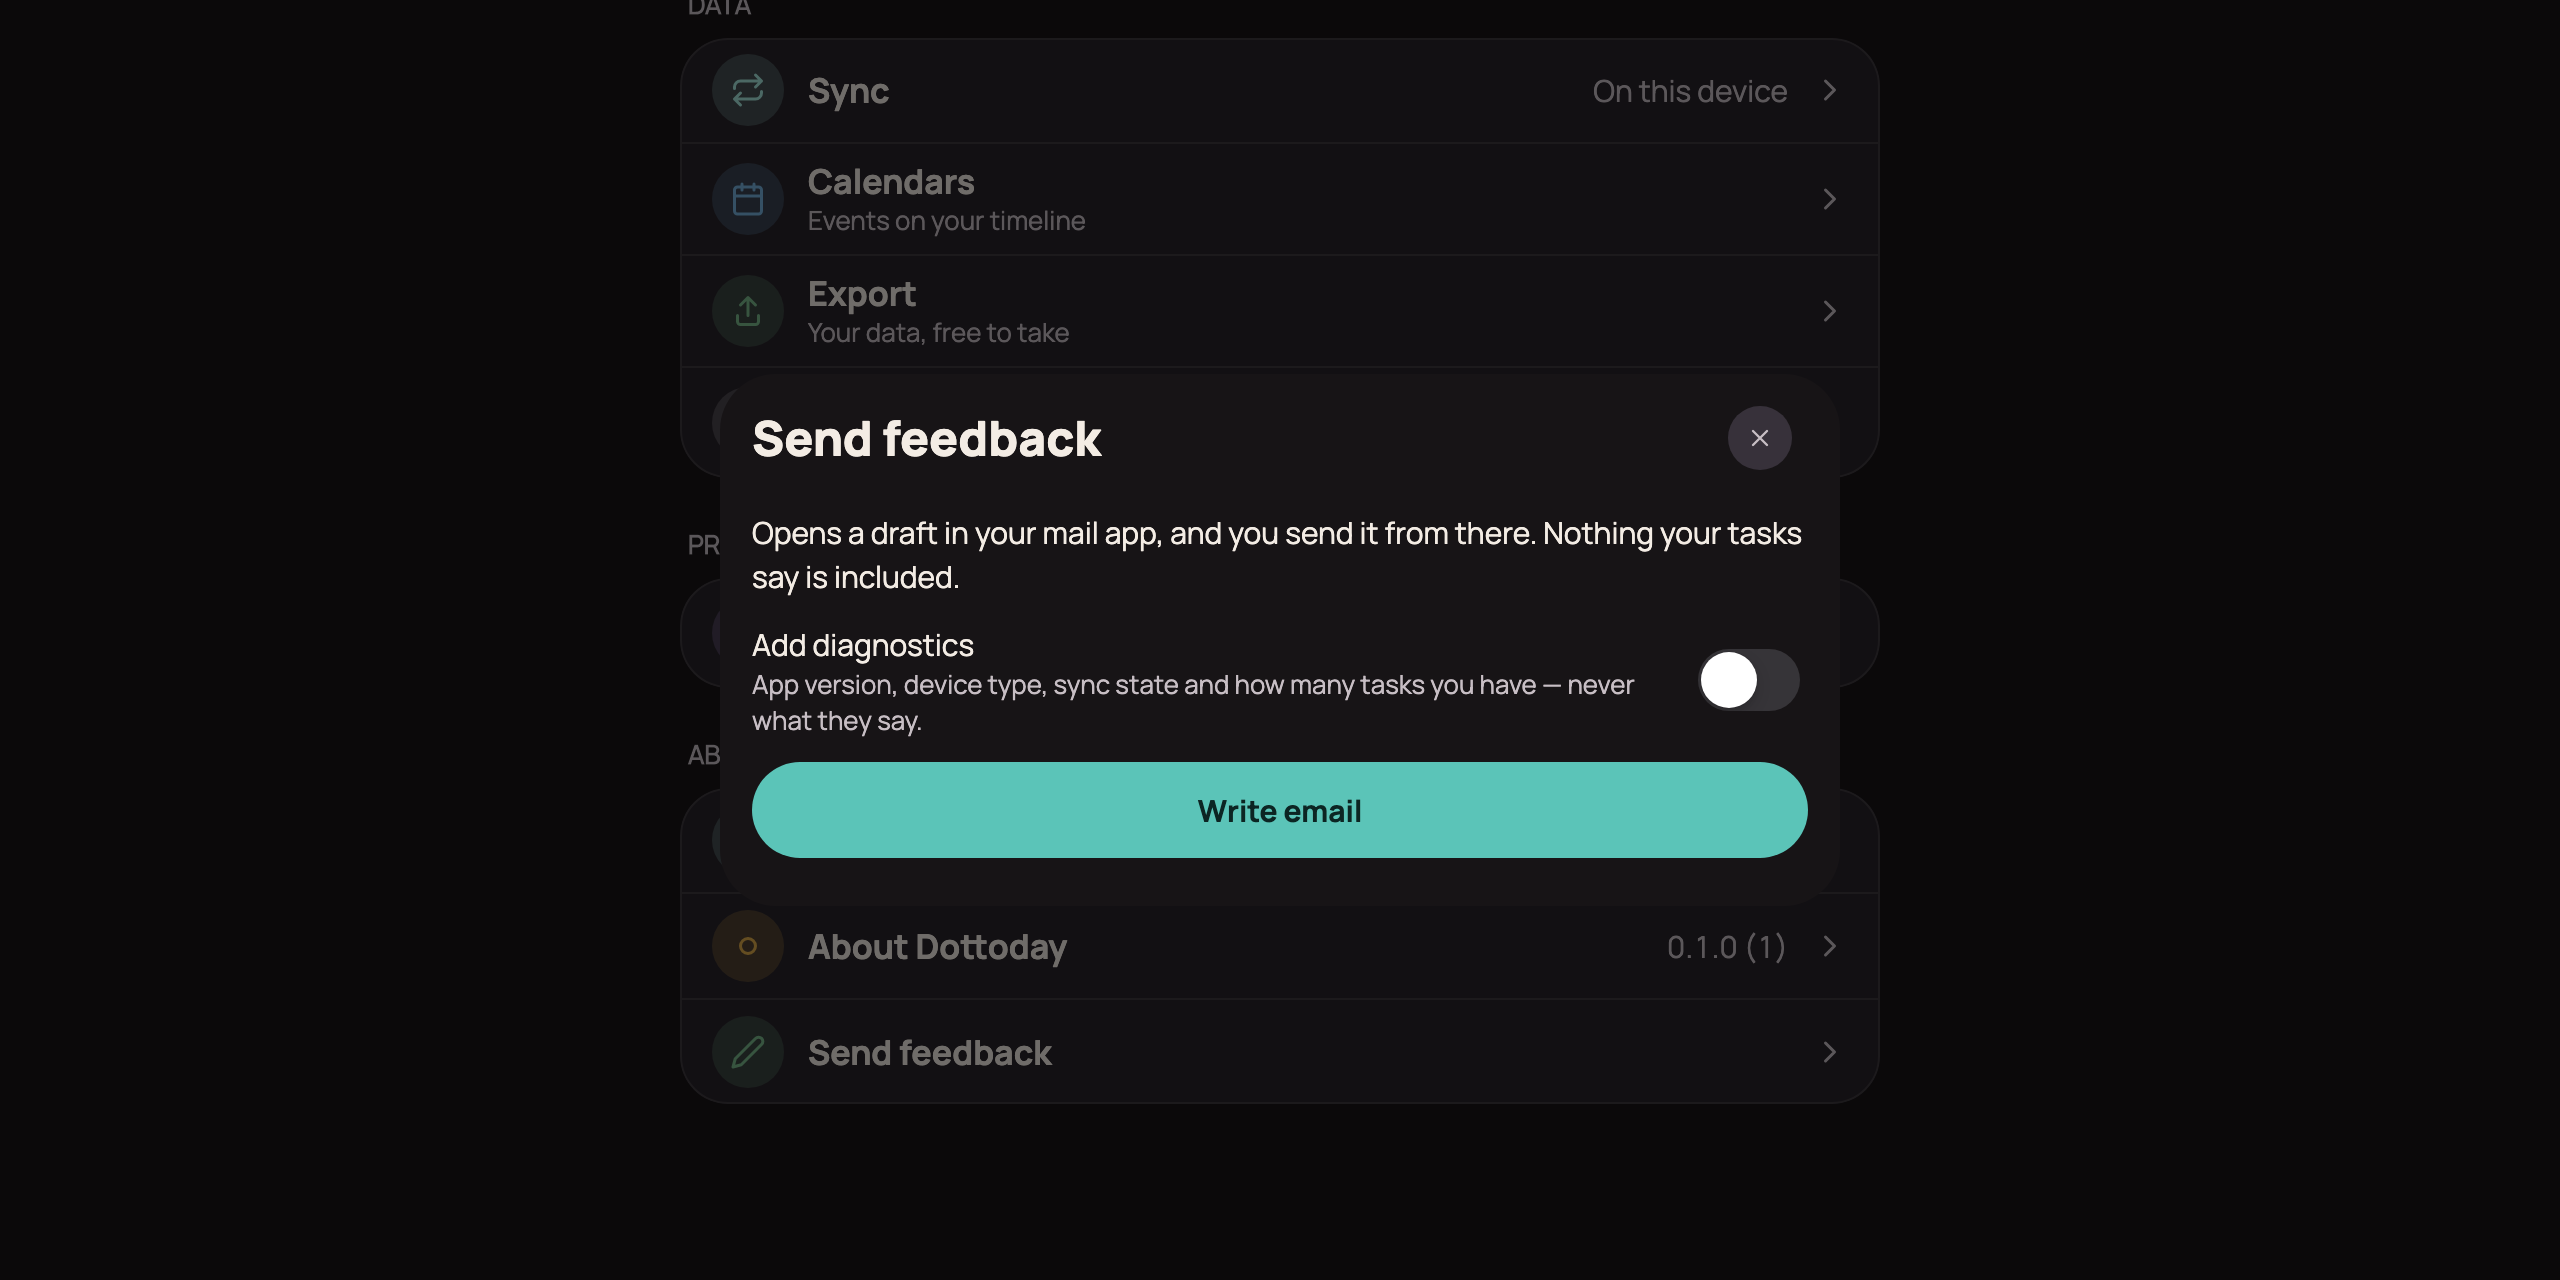 DATA
Sync
On this device
Calendars
Events on your timeline
Export
Your data, free to take
Send feedback
Opens a draft in your mail app, and you send it from there. Nothing your tasks
say is included.
Add diagnostics
App version, device type, sync state and how many tasks you have — never
what they say.
Write email
About Dottoday
0.1.0 (1)
Send feedback